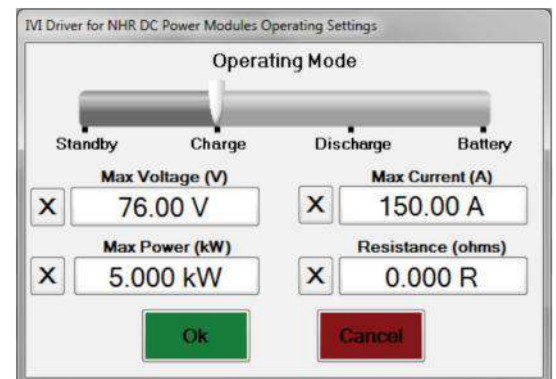 IVI Driver for NHR DC Power Modules Operating Settings
Operating Mode
Standby Charge Discharge Battery
Max Voltage (V) Max Current (A)
X 76.00 V X 150.00 A
Max Power (kW) Resistance (ohms)
X 5.000 kW X 0.000 R
Ok Cancel